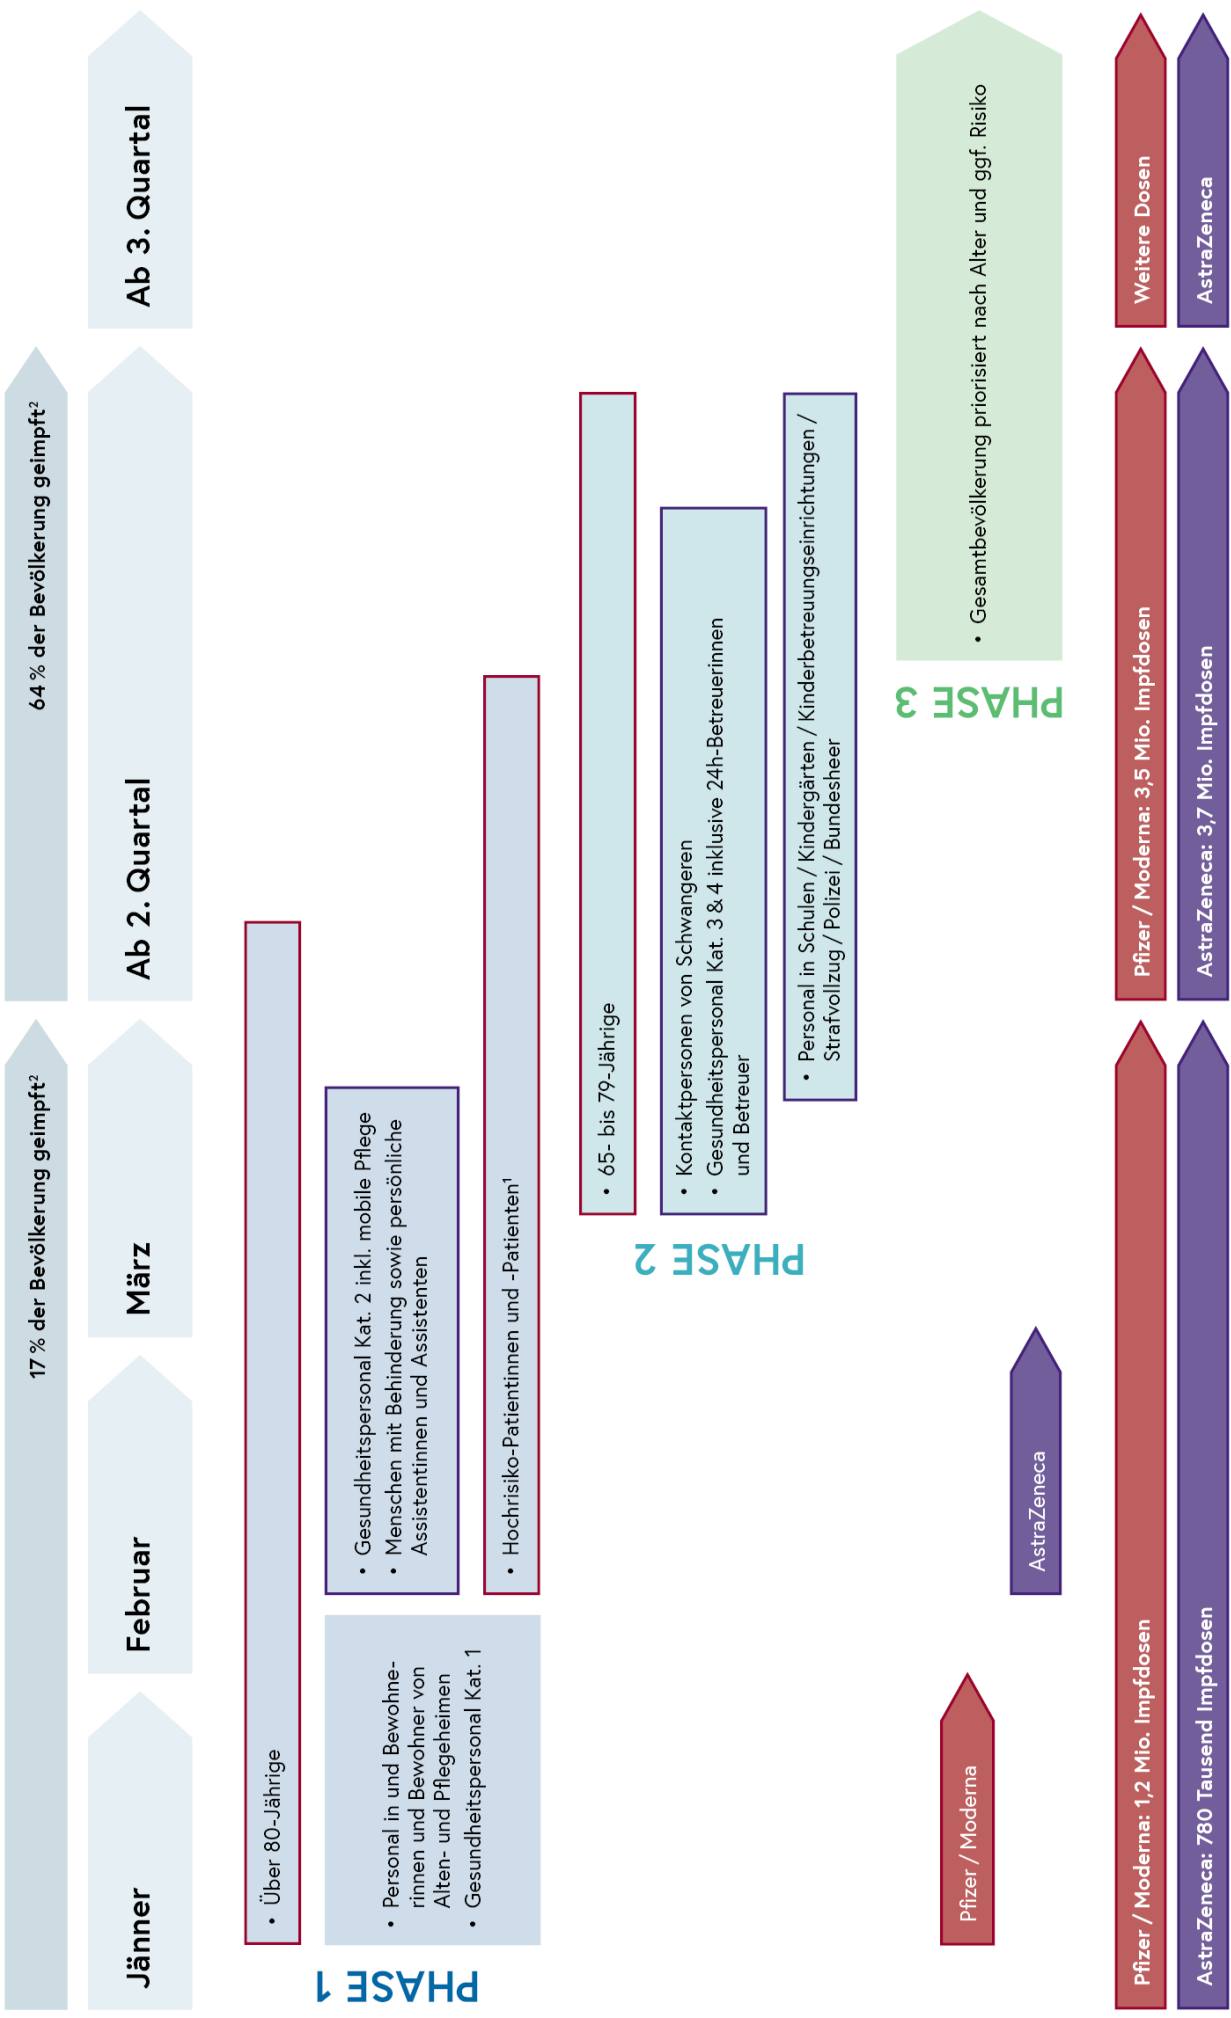 17 % der Bevölkerung geimpft²
64 % der Bevölkerung geimpft²
Jänner
Februar
März
Ab 2. Quartal
Ab 3. Quartal
PHASE 1
• Über 80-Jährige
• Personal in und Bewohne-
rinnen und Bewohner von
Alten- und Pflegeheimen
• Gesundheitspersonal Kat. 1
• Gesundheitspersonal Kat. 2 inkl. mobile Pflege
• Menschen mit Behinderung sowie persönliche
Assistentinnen und Assistenten
• Hochrisiko-Patientinnen und -Patienten¹
PHASE 2
• 65- bis 79-Jährige
• Kontaktpersonen von Schwangeren
• Gesundheitspersonal Kat. 3 & 4 inklusive 24h-Betreuerinnen
und Betreuer
• Personal in Schulen / Kindergärten / Kinderbetreuungseinrichtungen /
Strafvollzug / Polizei / Bundesheer
PHASE 3
• Gesamtbevölkerung priorisiert nach Alter und ggf. Risiko
Pfizer / Moderna
AstraZeneca
Pfizer / Moderna: 1,2 Mio. Impfdosen
Pfizer / Moderna: 3,5 Mio. Impfdosen
Weitere Dosen
AstraZeneca: 780 Tausend Impfdosen
AstraZeneca: 3,7 Mio. Impfdosen
AstraZeneca